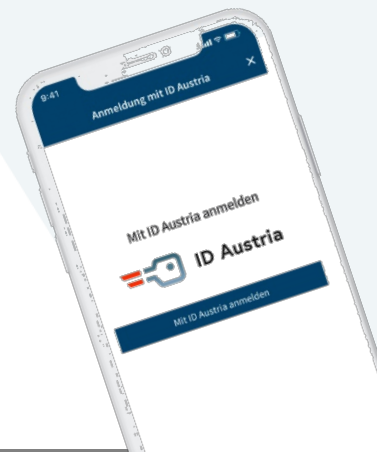 9:41
Anmeldung mit ID Austria
×
Mit ID Austria anmelden
ID Austria
Mit ID Austria anmelden